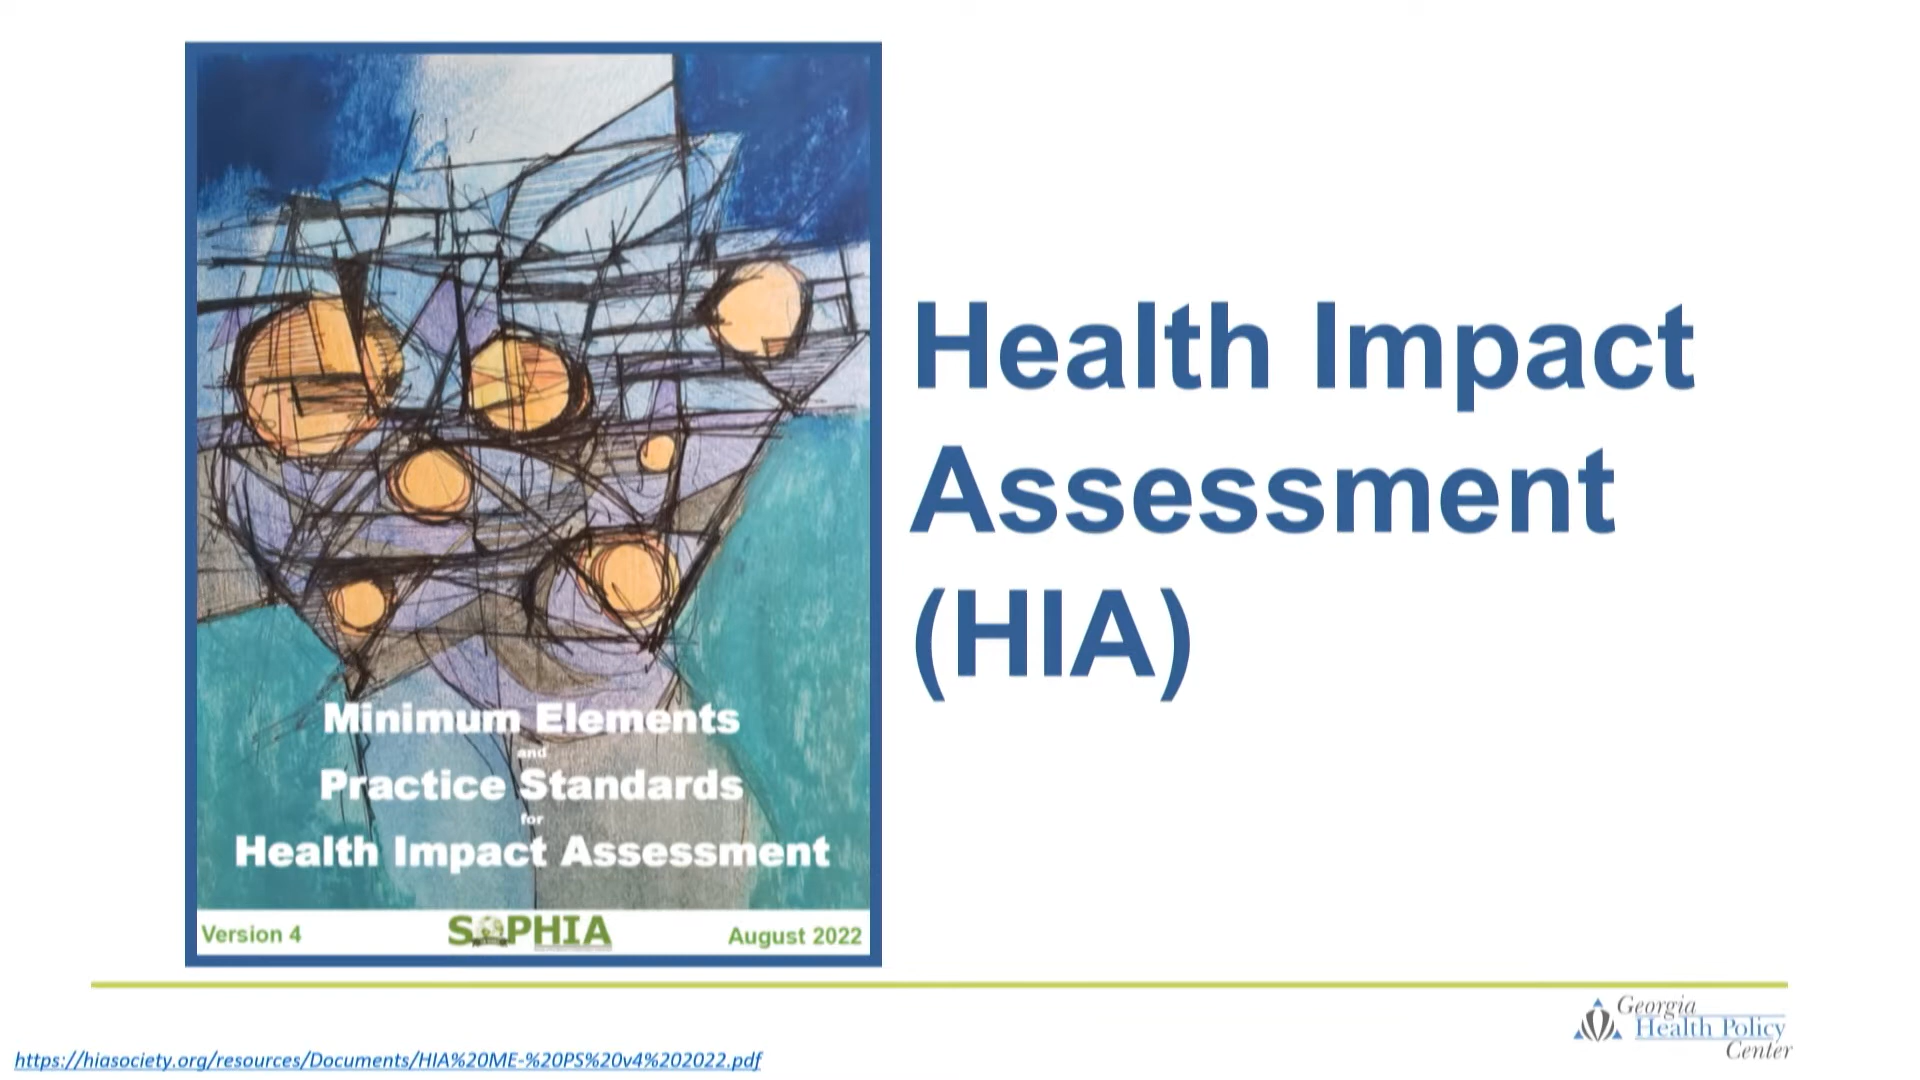 Minimum Elements
and
Practice Standards
for
Health Impact Assessment
Version 4
SOPHIA
August 2022
Health Impact
Assessment
(HIA)
Georgia
Health Policy
Center
https://hiasociety.org/resources/Documents/HIA%20ME-%20PS%20v4%202022.pdf